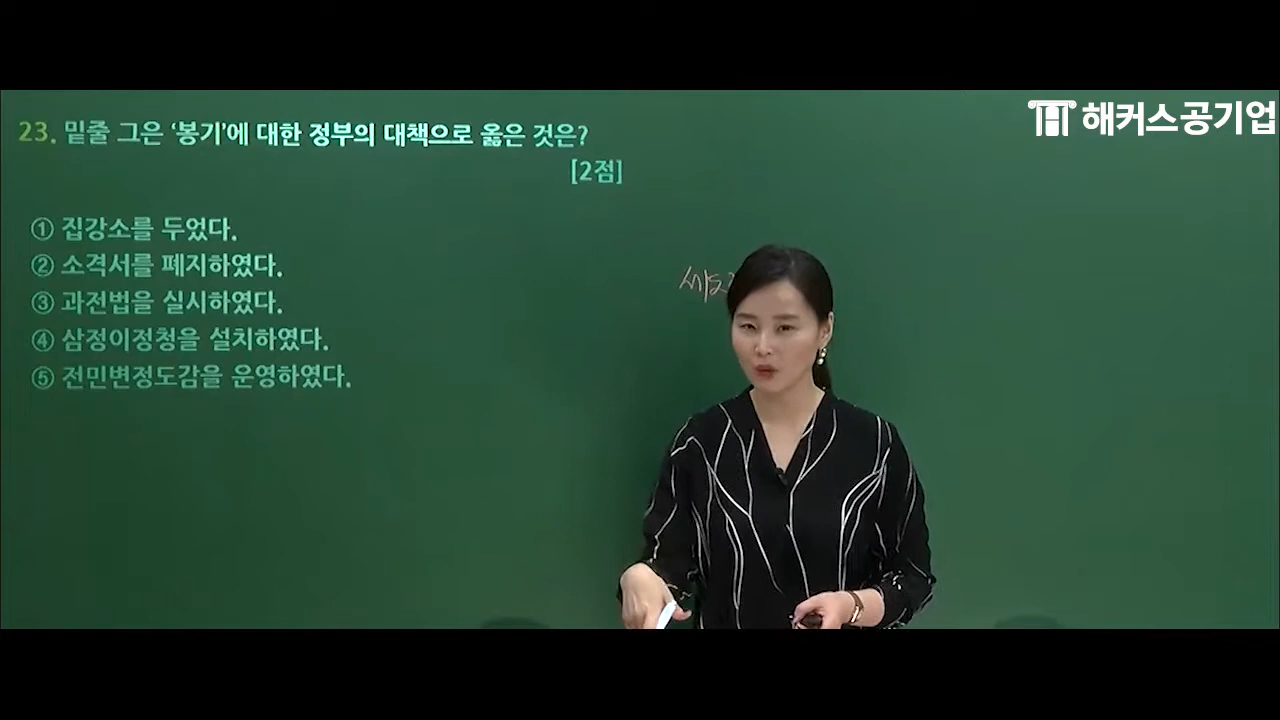 해커스공기업
23. 밑줄 그은 '봉기'에 대한 정부의 대책으로 옳은 것은?
[2점]
① 집강소를 두었다.
② 소격서를 폐지하였다.
③ 과전법을 실시하였다.
④ 삼정이정청을 설치하였다.
⑤ 전민변정도감을 운영하였다.